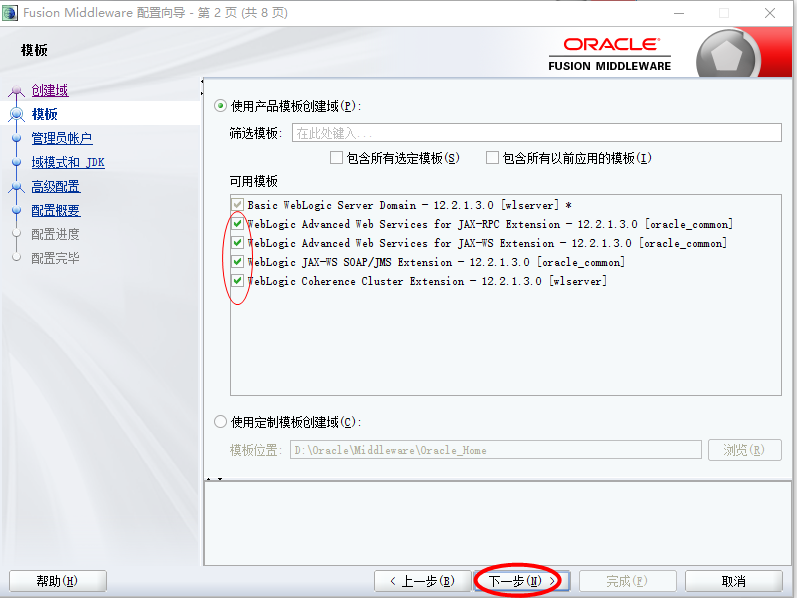 Fusion Middleware 配置向导 - 第 2 页 (共 8 页)
模板
ORACLE®
FUSION MIDDLEWARE
创建域
模板
管理员帐户
域模式和 JDK
高级配置
配置概要
配置进度
配置完毕
使用产品模板创建域(P):
筛选模板: 在此处键入...
包含所有选定模板(S) 包含所有以前应用的模板(I)
可用模板
Basic WebLogic Server Domain - 12.2.1.3.0 [wlserver] *
WebLogic Advanced Web Services for JAX-RPC Extension - 12.2.1.3.0 [oracle_common]
WebLogic Advanced Web Services for JAX-WS Extension - 12.2.1.3.0 [oracle_common]
WebLogic JAX-WS SOAP/JMS Extension - 12.2.1.3.0 [oracle_common]
WebLogic Coherence Cluster Extension - 12.2.1.3.0 [wlserver]
使用定制模板创建域(C):
模板位置: D:\Oracle\Middleware\Oracle_Home 浏览(R)
帮助(H) < 上一步(B) 下一步(N) > 完成(F) 取消